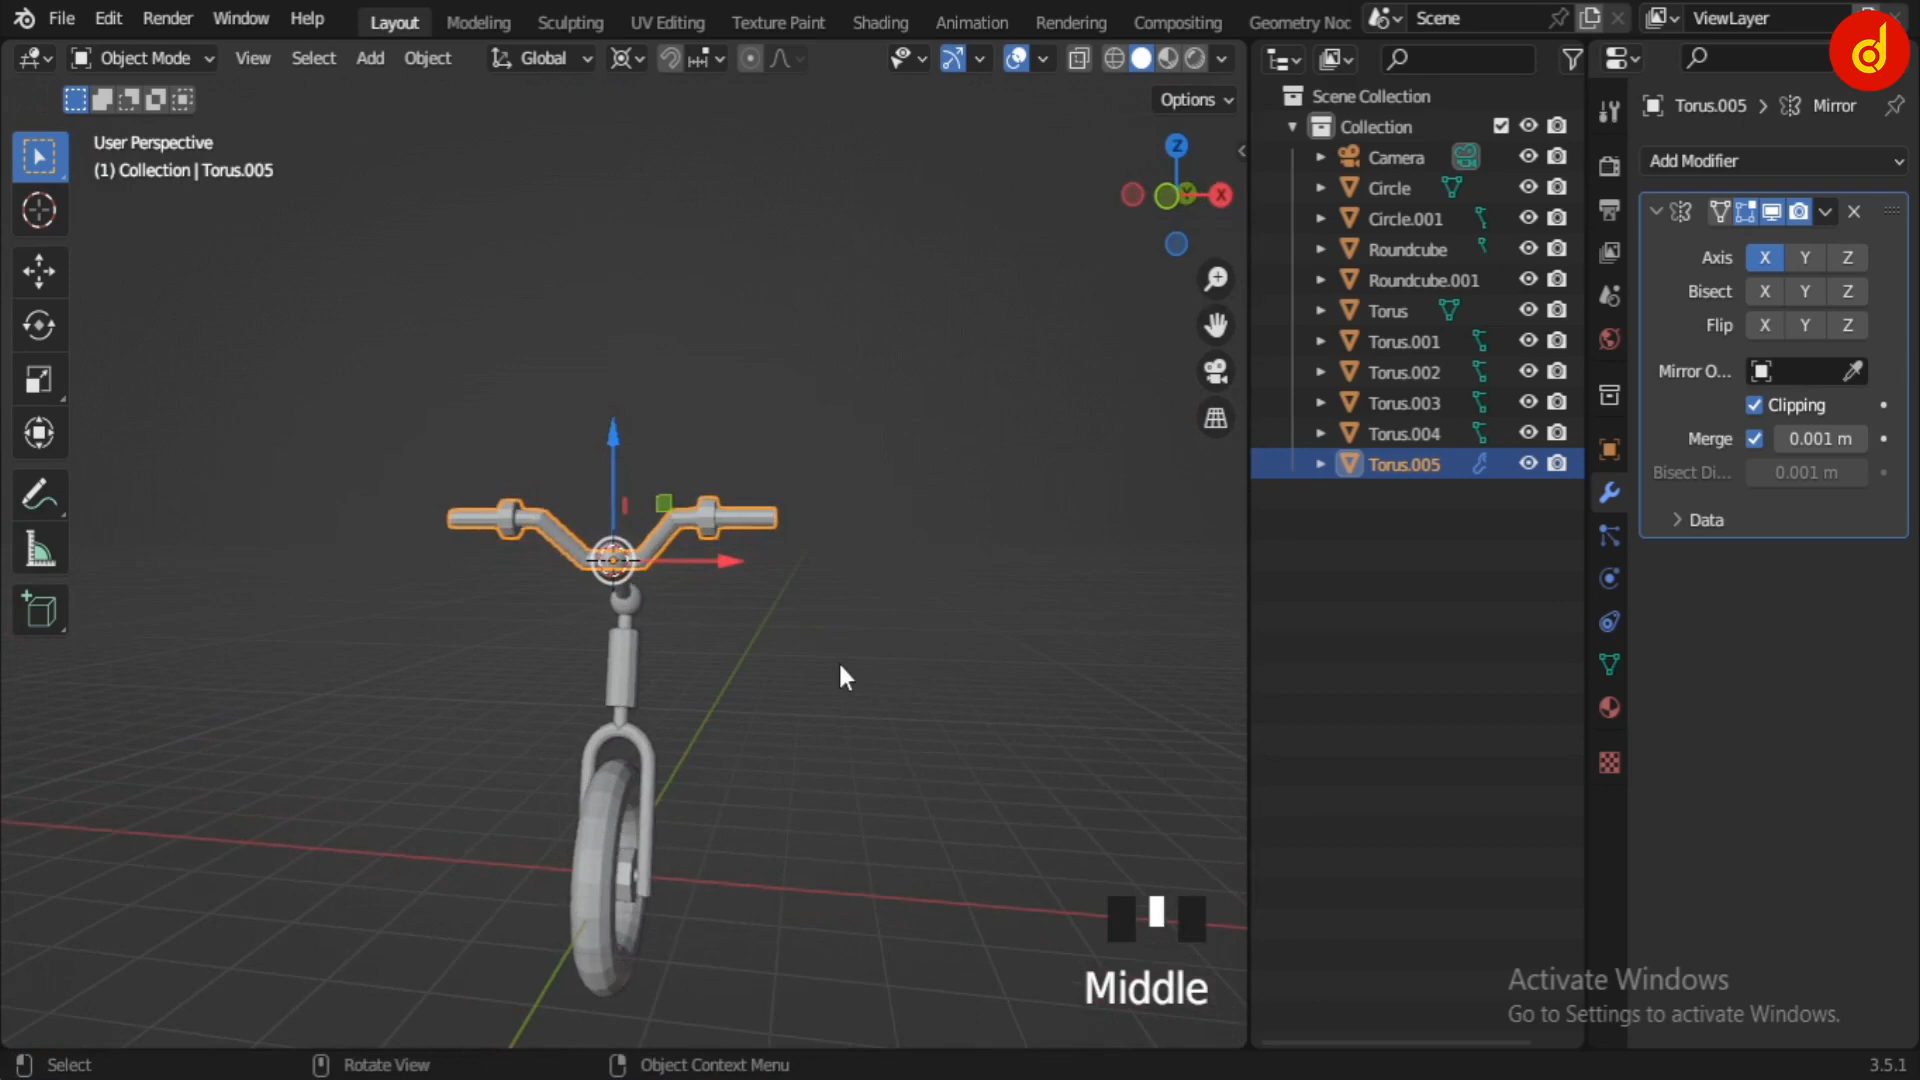 File Edit Render Window Help Layout Modeling Sculpting UV Editing Texture Paint Shading Animation Rendering Compositing Geometry Noc Scene ViewLayer
Object Mode View Select Add Object Global
Options
User Perspective
(1) Collection | Torus.005
Z
X
Scene Collection
Collection
Camera
Circle
Circle.001
Roundcube
Roundcube.001
Torus
Torus.001
Torus.002
Torus.003
Torus.004
Torus.005
Torus.005 > Mirror
Add Modifier
Axis X Y Z
Bisect X Y Z
Flip X Y Z
Mirror O...
Clipping
Merge 0.001 m
Bisect Di... 0.001 m
Data
Middle
Activate Windows
Go to Settings to activate Windows.
Select Rotate View Object Context Menu 3.5.1